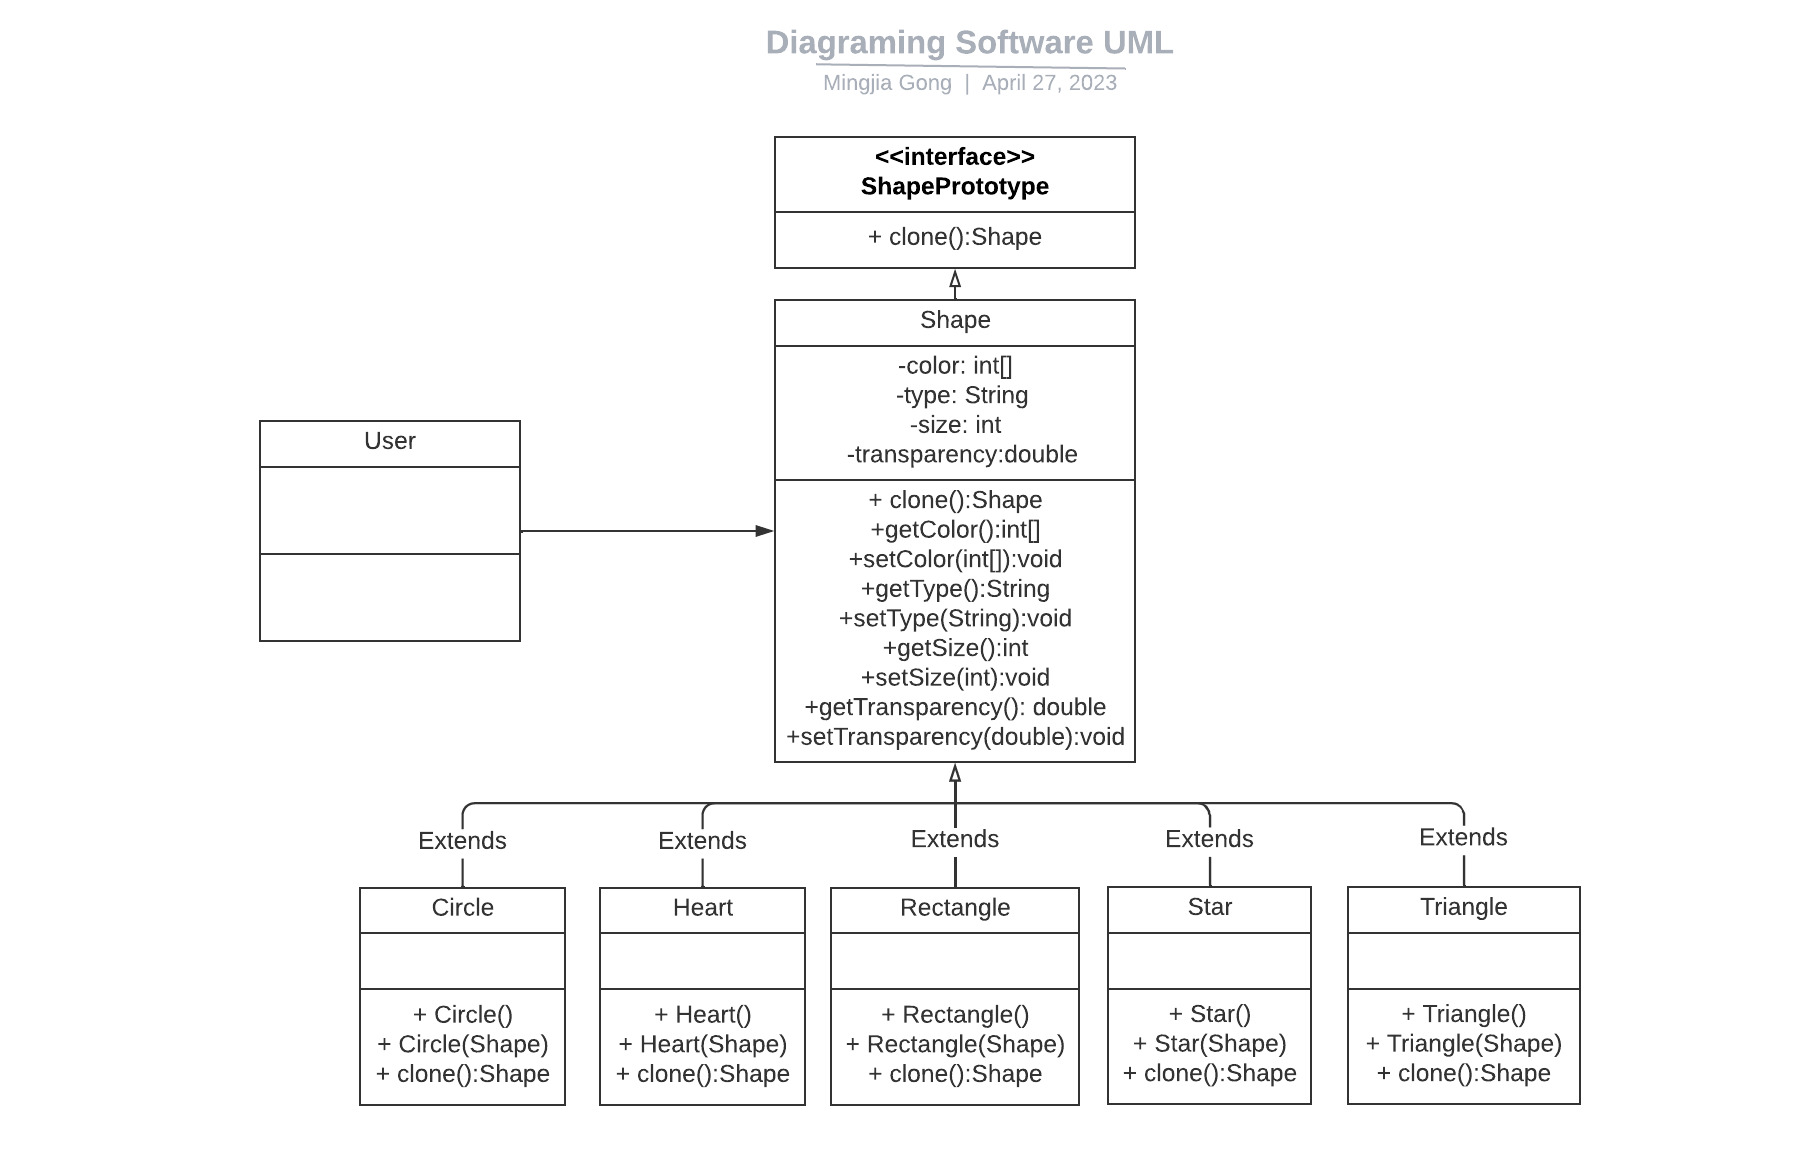 Diagraming Software UML
Mingjia Gong | April 27, 2023
<<interface>>
ShapePrototype
+ clone():Shape
Shape
-color: int[]
-type: String
-size: int
-transparency:double
User
+ clone():Shape
+getColor():int[]
+setColor(int[]):void
+getType():String
+setType(String):void
+getSize():int
+setSize(int):void
+getTransparency(): double
+setTransparency(double):void
Extends
Extends
Extends
Extends
Extends
Circle
+ Circle()
+ Circle(Shape)
+ clone():Shape
Heart
+ Heart()
+ Heart(Shape)
+ clone():Shape
Rectangle
+ Rectangle()
+ Rectangle(Shape)
+ clone():Shape
Star
+ Star()
+ Star(Shape)
+ clone():Shape
Triangle
+ Triangle()
+ Triangle(Shape)
+ clone():Shape